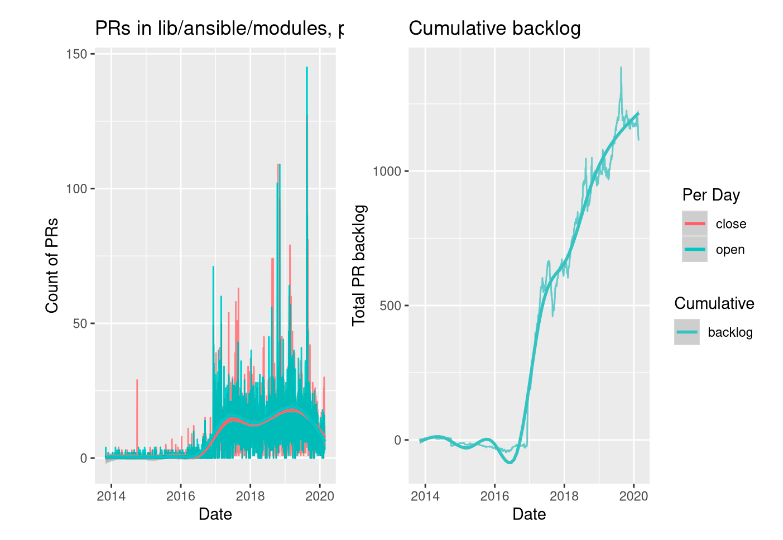 PRs in lib/ansible/modules, p
Cumulative backlog
150
100
50
0
Count of PRs
2014
2016
2018
2020
Date
1000
500
0
Total PR backlog
2014
2016
2018
2020
Date
Per Day
close
open
Cumulative
backlog